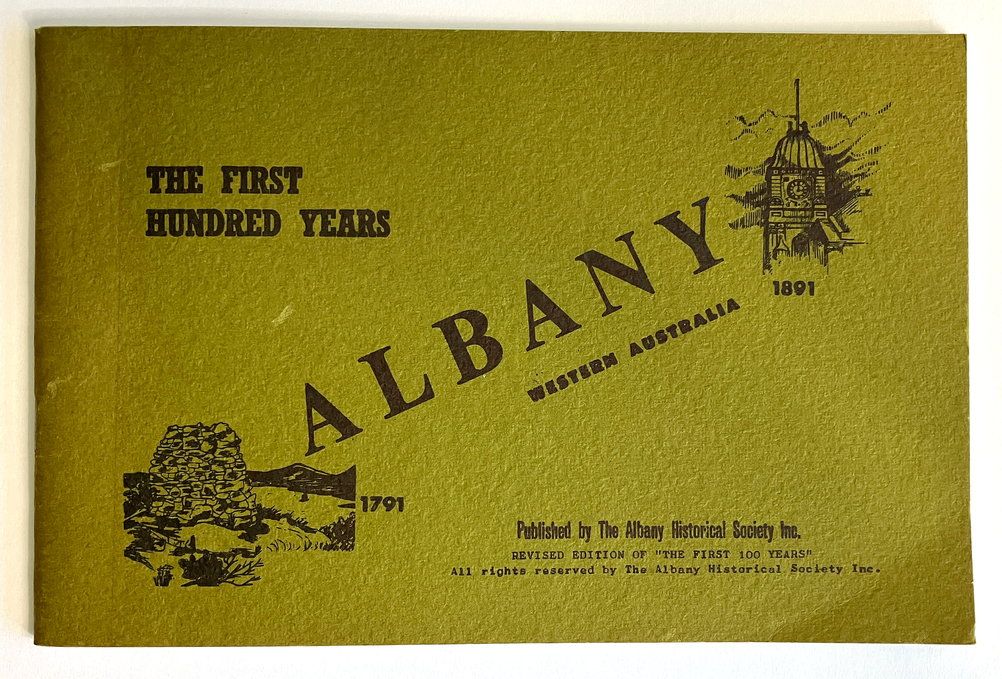 THE FIRST
HUNDRED YEARS
ALBANY
WESTERN AUSTRALIA
1891
1791
Published by The Albany Historical Society Inc.
REVISED EDITION OF "THE FIRST 100 YEARS"
All rights reserved by The Albany Historical Society Inc.